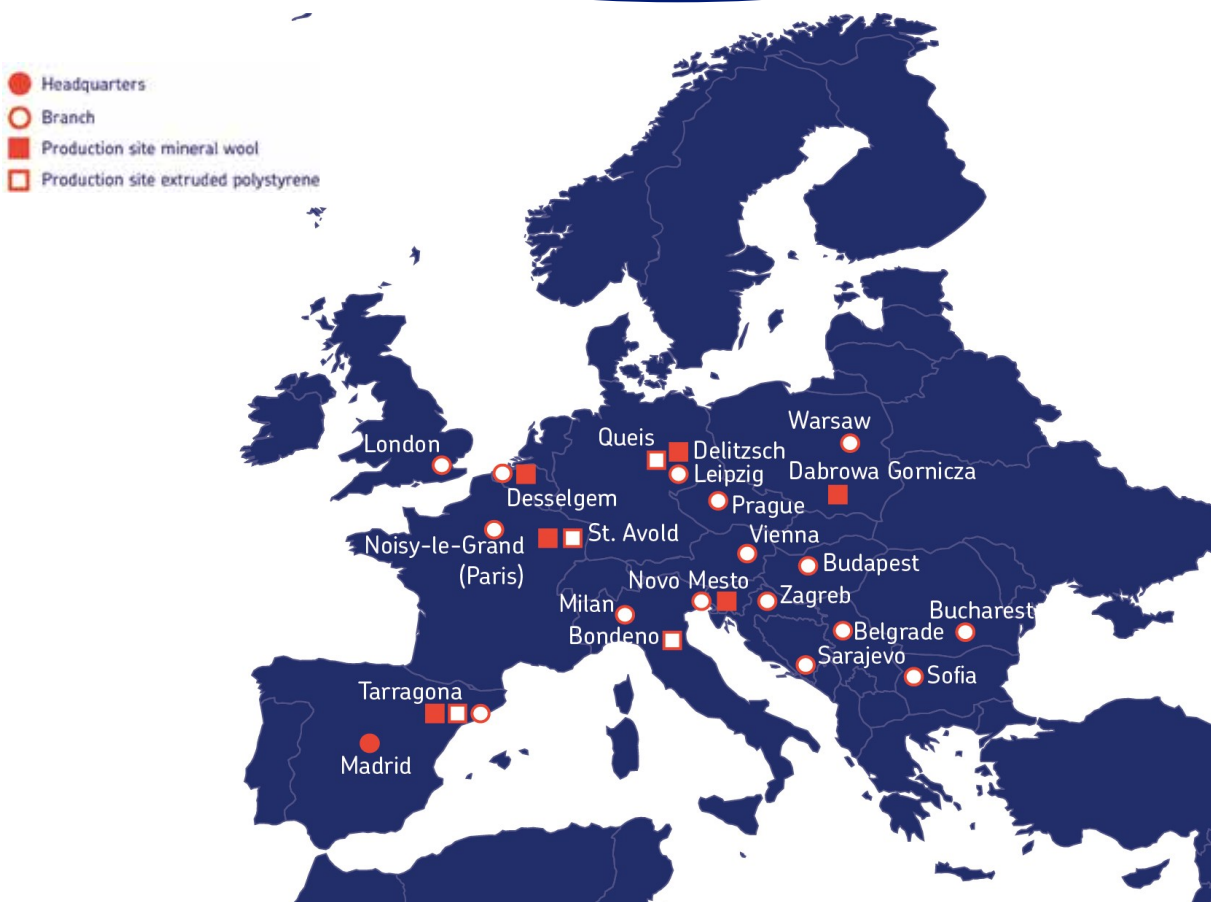 Headquarters
Branch
Production site mineral wool
Production site extruded polystyrene
Warsaw
Queis
London
Delitzsch
Dabrowa Gornicza
Leipzig
Desselgem
Prague
St. Avold
Vienna
Noisy-le-Grand
(Paris)
Budapest
Novo Mesto
Zagreb
Milan
Bucharest
Bondeno
Belgrade
Sarajevo
Sofia
Tarragona
Madrid